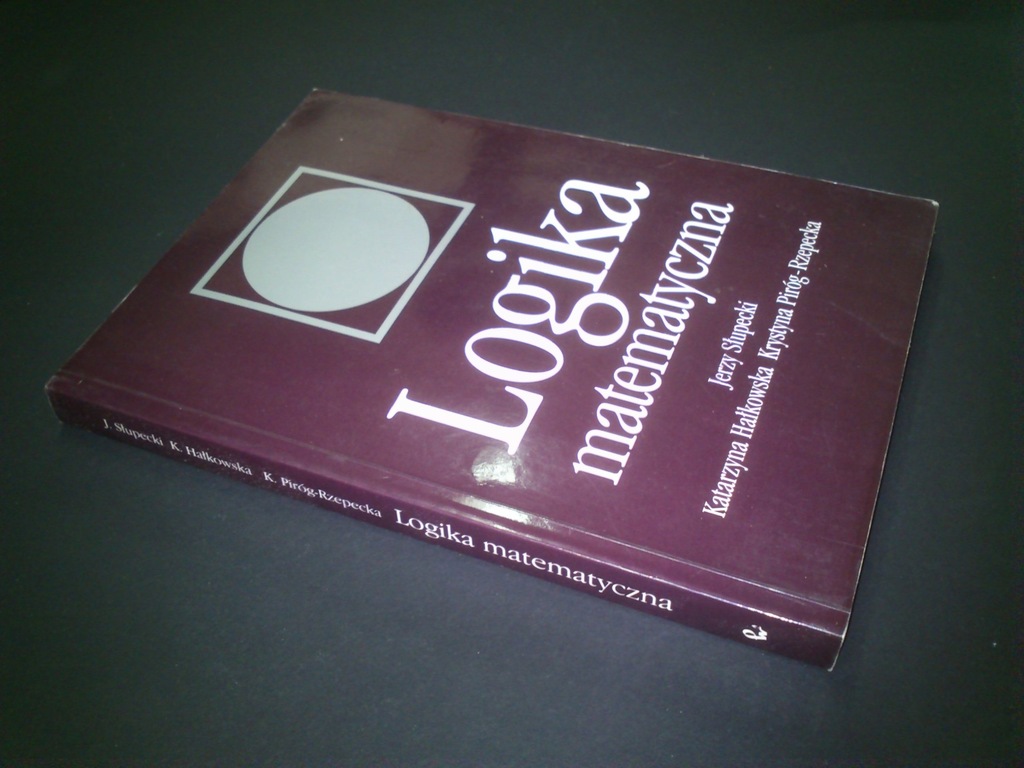 Logika
matematyczna
Jerzy Słupecki
Katarzyna Hałkowska Krystyna Piróg-Rzepecka
J. Słupecki K. Hałkowska K. Piróg-Rzepecka Logika matematyczna